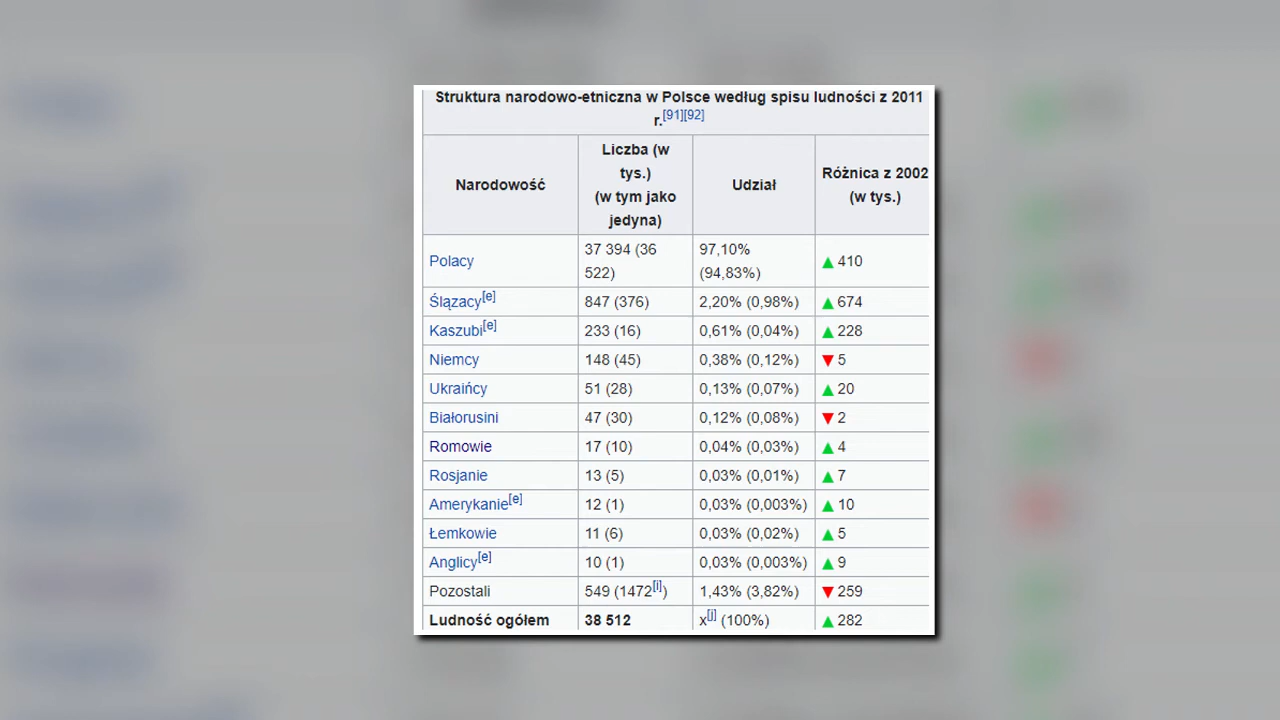 Struktura narodowo-etniczna w Polsce według spisu ludności z 2011
r.[91][92]
Narodowość
Liczba (w
tys.)
(w tym jako
jedyna)
Udział
Różnica z 2002
(w tys.)
Polacy 37 394 (36
522) 97,10%
(94,83%) ▲ 410
Ślązacy[e] 847 (376) 2,20% (0,98%) ▲ 674
Kaszubi[e] 233 (16) 0,61% (0,04%) ▲ 228
Niemcy 148 (45) 0,38% (0,12%) ▼ 5
Ukraińcy 51 (28) 0,13% (0,07%) ▲ 20
Białorusini 47 (30) 0,12% (0,08%) ▼ 2
Romowie 17 (10) 0,04% (0,03%) ▲ 4
Rosjanie 13 (5) 0,03% (0,01%) ▲ 7
Amerykanie[e] 12 (1) 0,03% (0,003%) ▲ 10
Łemkowie 11 (6) 0,03% (0,02%) ▲ 5
Anglicy[e] 10 (1) 0,03% (0,003%) ▲ 9
Pozostali 549 (1472[i]) 1,43% (3,82%) ▼ 259
Ludność ogółem 38 512 x[j] (100%) ▲ 282